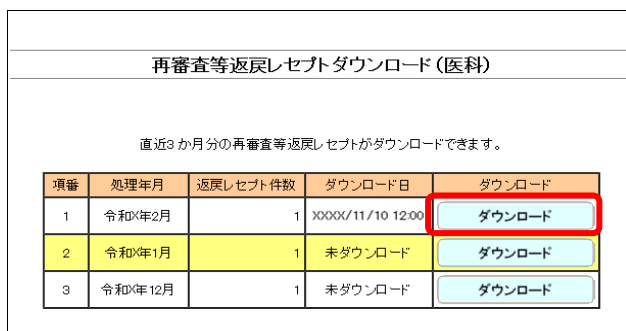 再審査等返戻レセプトダウンロード（医科）
直近3か月分の再審査等返戻レセプトがダウンロードできます。
項番 処理年月 返戻レセプト件数 ダウンロード日 ダウンロード
1 令和X年2月 1 XXXX/11/10 12:00 ダウンロード
2 令和X年1月 1 未ダウンロード ダウンロード
3 令和X年12月 1 未ダウンロード ダウンロード